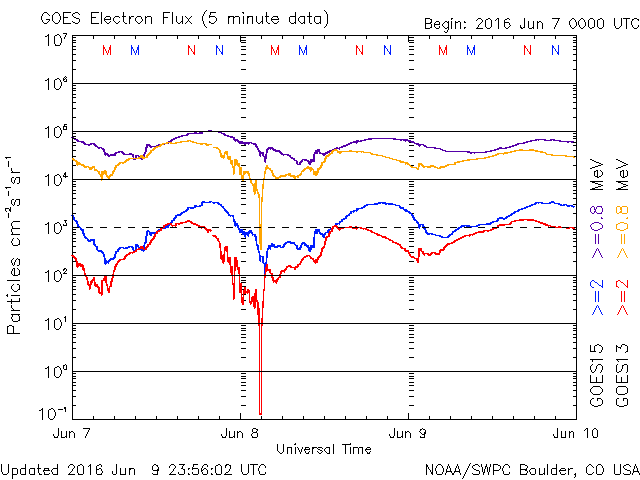 GOES Electron Flux (5 minute data)
Begin: 2016 Jun 7 0000 UTC
M M N N M M N N M M N N
10⁷
10⁶
10⁵
10⁴
10³
10²
10¹
10⁰
10⁻¹
Particles cm⁻²s⁻¹sr⁻¹
Jun 7 Jun 8 Jun 9 Jun 10
Universal Time
GOES15 >=2 >=0.8 MeV
GOES13 >=2 >=0.8 MeV
Updated 2016 Jun 9 23:56:02 UTC
NOAA/SWPC Boulder, CO USA